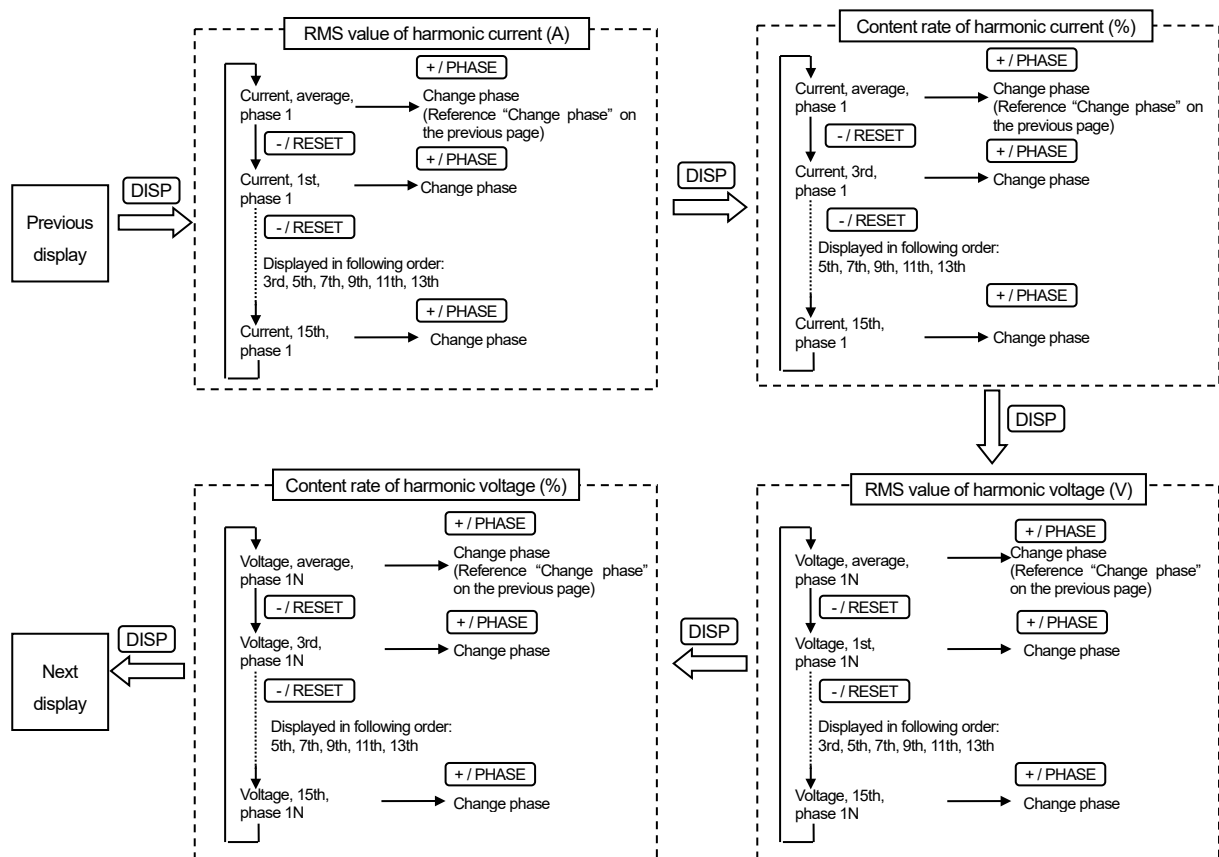 RMS value of harmonic current (A)
+ / PHASE
Current, average,
phase 1
Change phase
(Reference “Change phase” on
the previous page)
- / RESET
+ / PHASE
Current, 1st,
phase 1
Change phase
- / RESET
Displayed in following order:
3rd, 5th, 7th, 9th, 11th, 13th
+ / PHASE
Current, 15th,
phase 1
Change phase
Previous
display
DISP
DISP
Content rate of harmonic current (%)
+ / PHASE
Current, average,
phase 1
Change phase
(Reference “Change phase” on
the previous page)
- / RESET
+ / PHASE
Current, 3rd,
phase 1
Change phase
- / RESET
Displayed in following order:
5th, 7th, 9th, 11th, 13th
+ / PHASE
Current, 15th,
phase 1
Change phase
DISP
RMS value of harmonic voltage (V)
+ / PHASE
Voltage, average,
phase 1N
Change phase
(Reference “Change phase”
on the previous page)
- / RESET
+ / PHASE
Voltage, 1st,
phase 1N
Change phase
- / RESET
Displayed in following order:
3rd, 5th, 7th, 9th, 11th, 13th
+ / PHASE
Voltage, 15th,
phase 1N
Change phase
DISP
Content rate of harmonic voltage (%)
+ / PHASE
Voltage, average,
phase 1N
Change phase
(Reference “Change phase”
on the previous page)
- / RESET
+ / PHASE
Voltage, 3rd,
phase 1N
Change phase
- / RESET
Displayed in following order:
5th, 7th, 9th, 11th, 13th
+ / PHASE
Voltage, 15th,
phase 1N
Change phase
DISP
Next
display